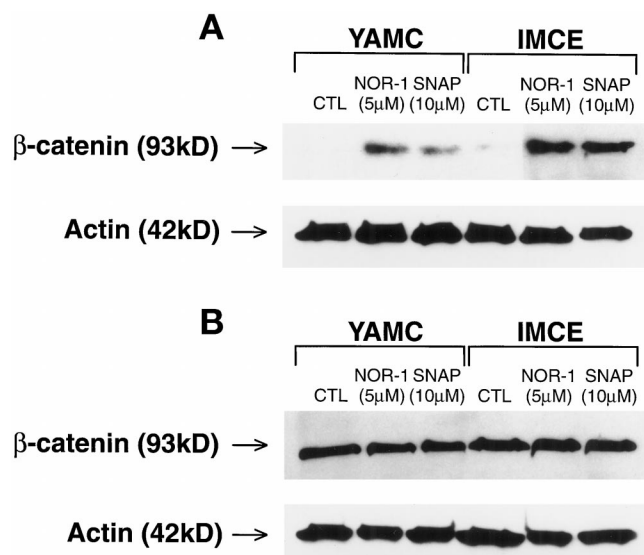 A
YAMC IMCE
NOR-1 SNAP NOR-1 SNAP
CTL (5μM) (10μM) CTL (5μM) (10μM)
β-catenin (93kD) →
Actin (42kD) →
B
YAMC IMCE
NOR-1 SNAP NOR-1 SNAP
CTL (5μM) (10μM) CTL (5μM) (10μM)
β-catenin (93kD) →
Actin (42kD) →